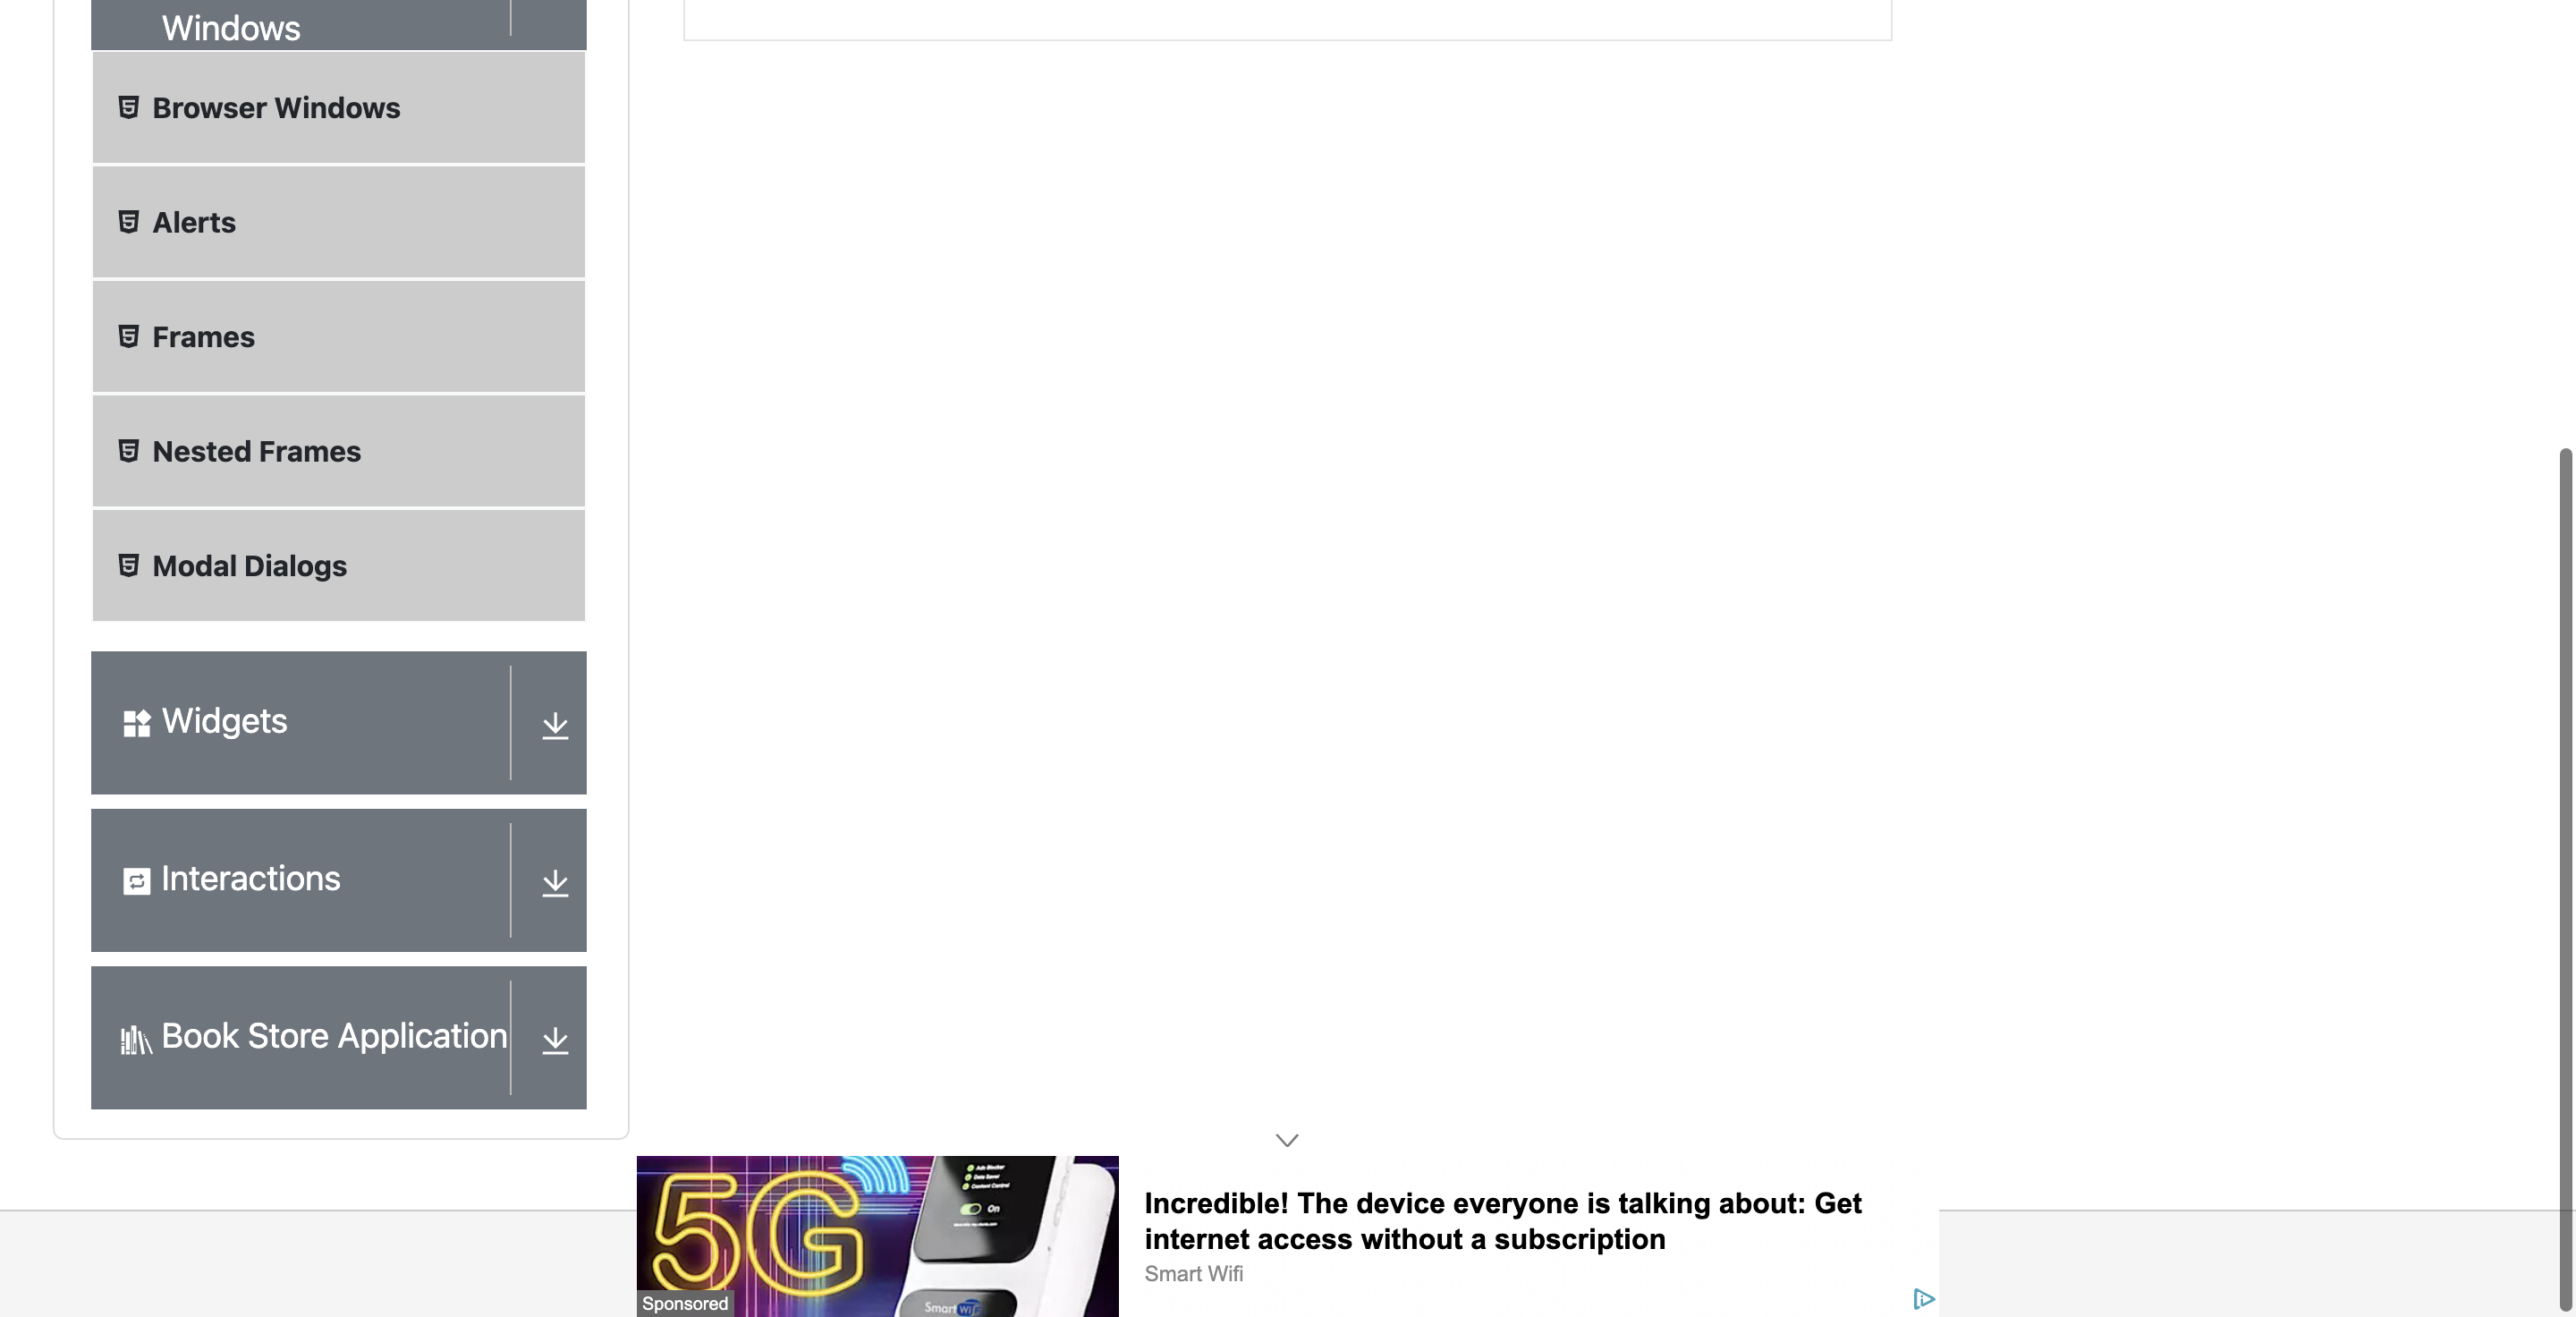 Windows
Browser Windows
Alerts
Frames
Nested Frames
Modal Dialogs
Widgets
Interactions
Book Store Application
5G
On
Smart Wifi
Sponsored
Incredible! The device everyone is talking about: Get
internet access without a subscription
Smart Wifi